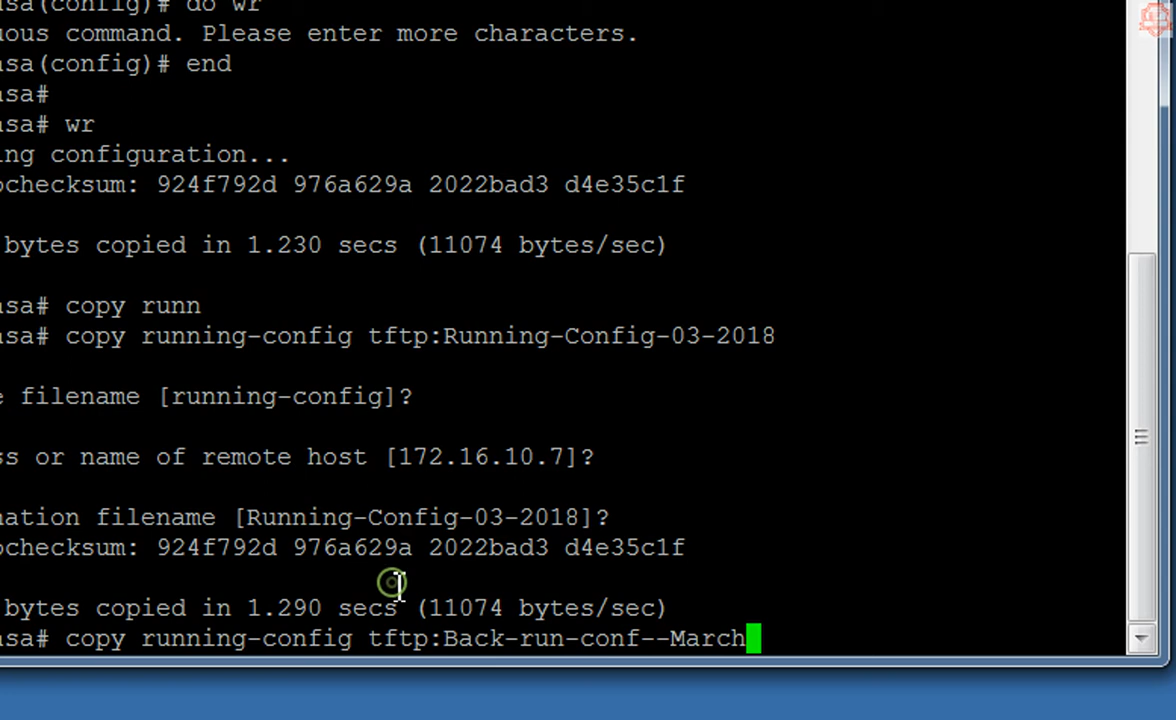 asa(config)# do wr
uous command. Please enter more characters.
asa(config)# end
asa#
asa# wr
ing configuration...
ochecksum: 924f792d 976a629a 2022bad3 d4e35c1f
bytes copied in 1.230 secs (11074 bytes/sec)
asa# copy runn
asa# copy running-config tftp:Running-Config-03-2018
e filename [running-config]?
ss or name of remote host [172.16.10.7]?
nation filename [Running-Config-03-2018]?
ochecksum: 924f792d 976a629a 2022bad3 d4e35c1f
bytes copied in 1.290 secs (11074 bytes/sec)
asa# copy running-config tftp:Back-run-conf--March